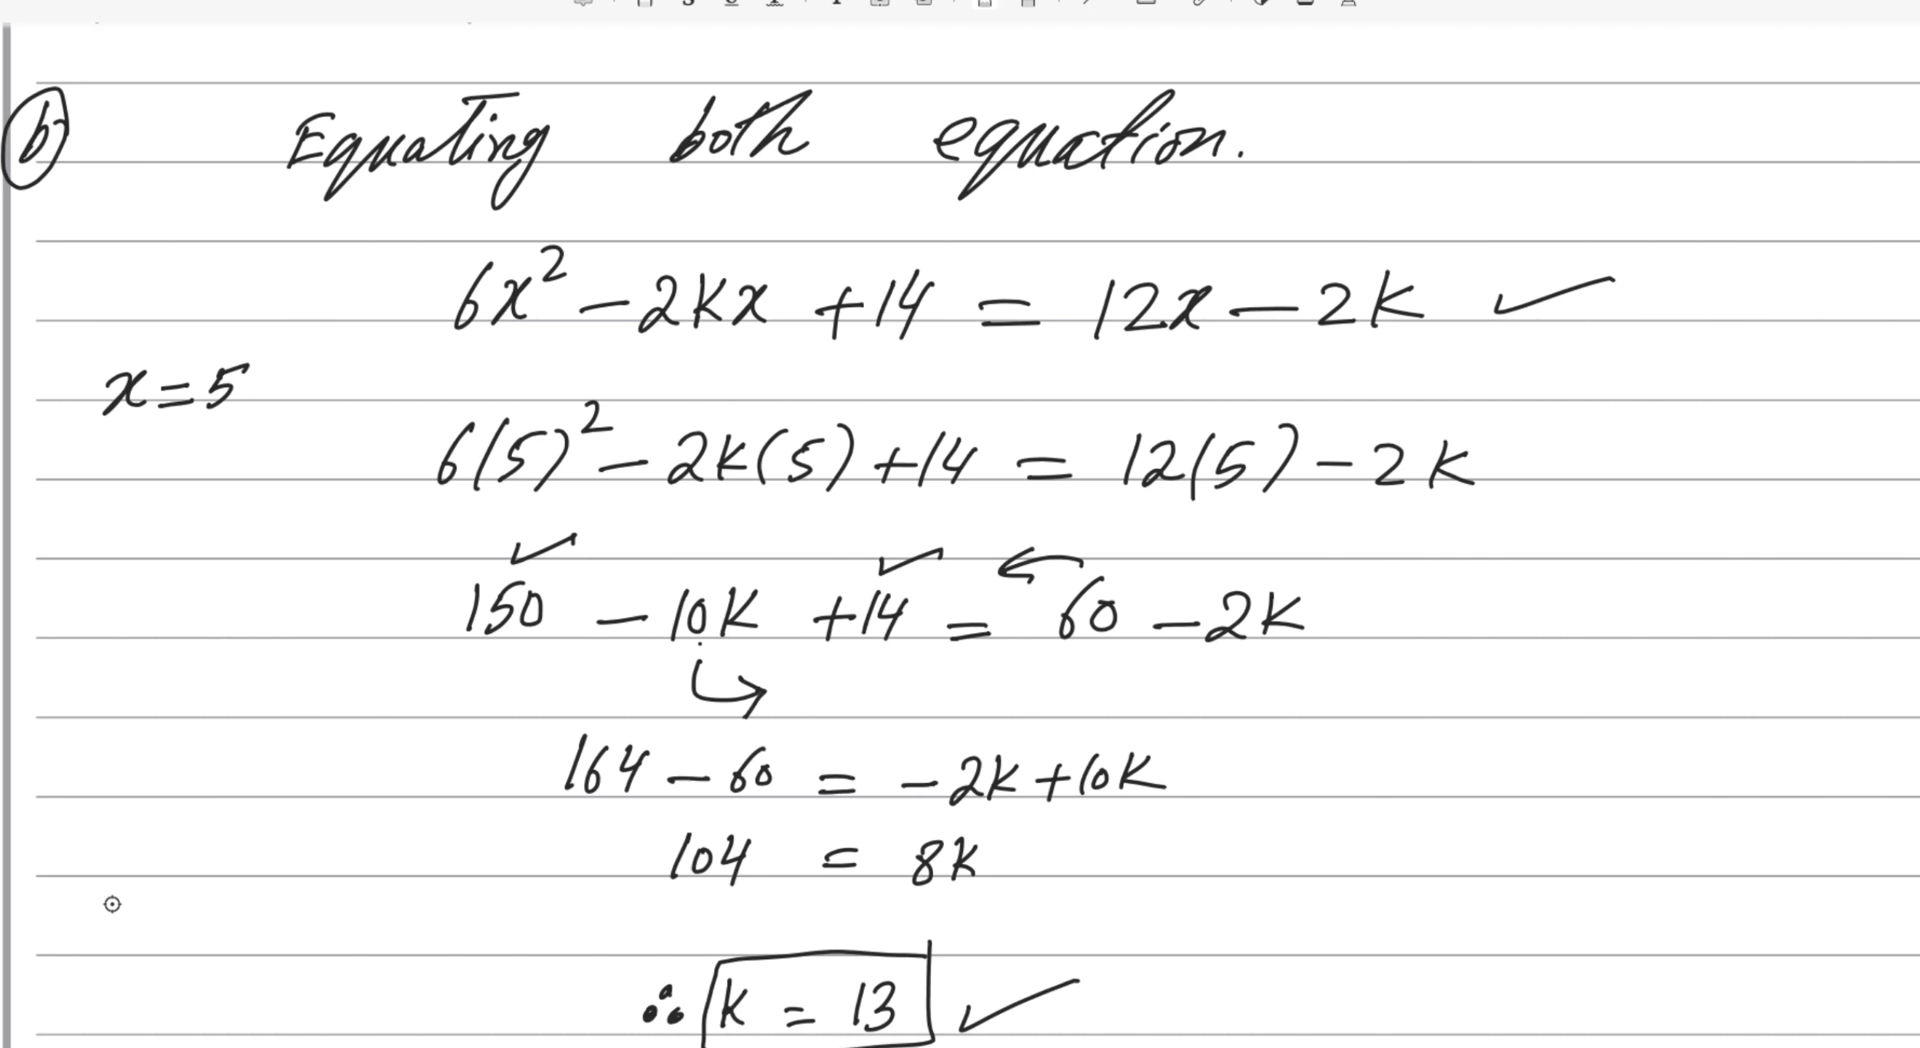 b) Equating both equation.
6x² - 2kx + 14 = 12x - 2k ✓
x = 5
6(5)² - 2k(5) + 14 = 12(5) - 2k
150 - 10k + 14 = 60 - 2k
164 - 60 = -2k + 10k
104 = 8k
∴ k = 13 ✓